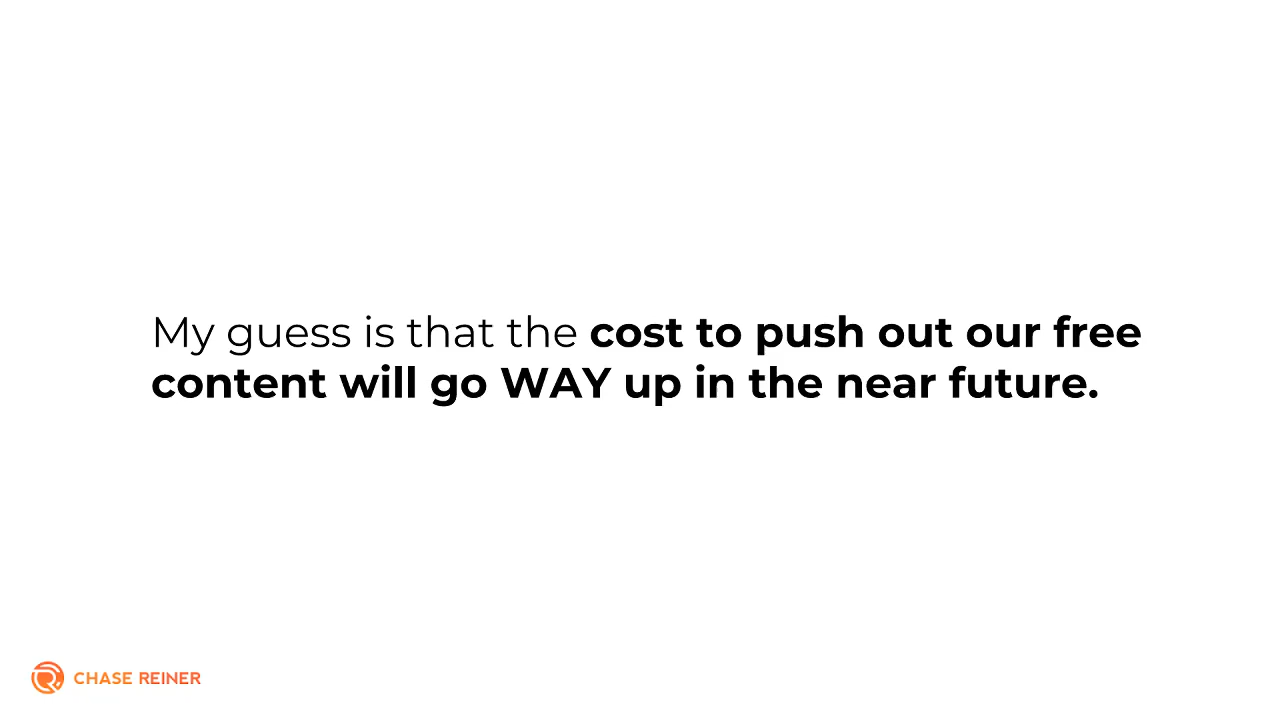 My guess is that the cost to push out our free
content will go WAY up in the near future.
CHASE REINER